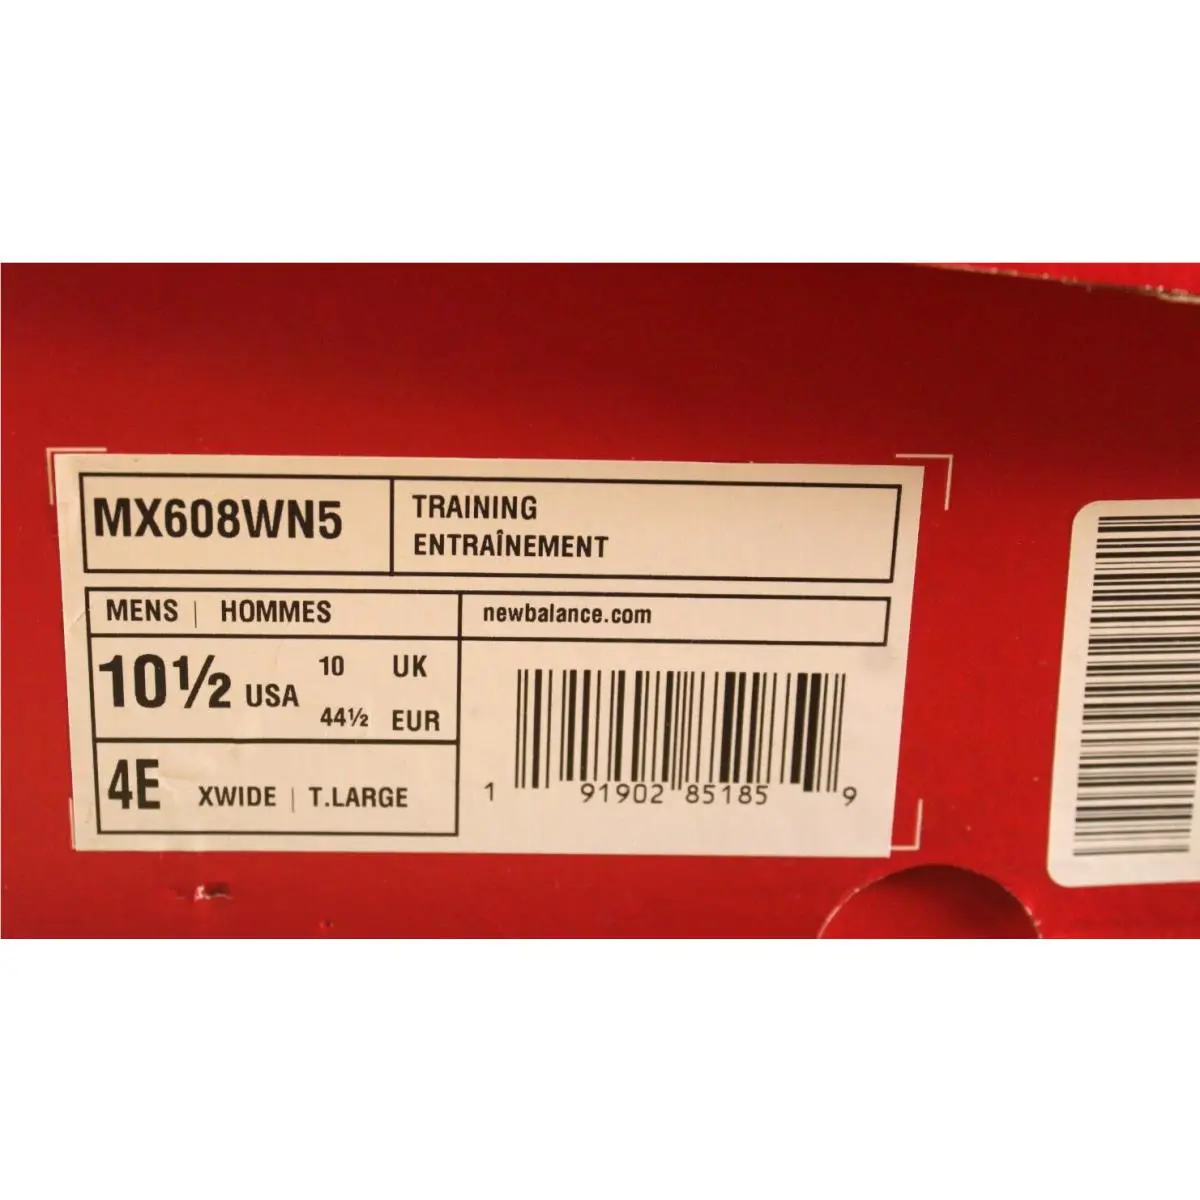 MX608WN5
TRAINING
ENTRAÎNEMENT
MENS | HOMMES
newbalance.com
10½ USA
10 UK
44½ EUR
4E XWIDE | T.LARGE
1 91902 85185 9